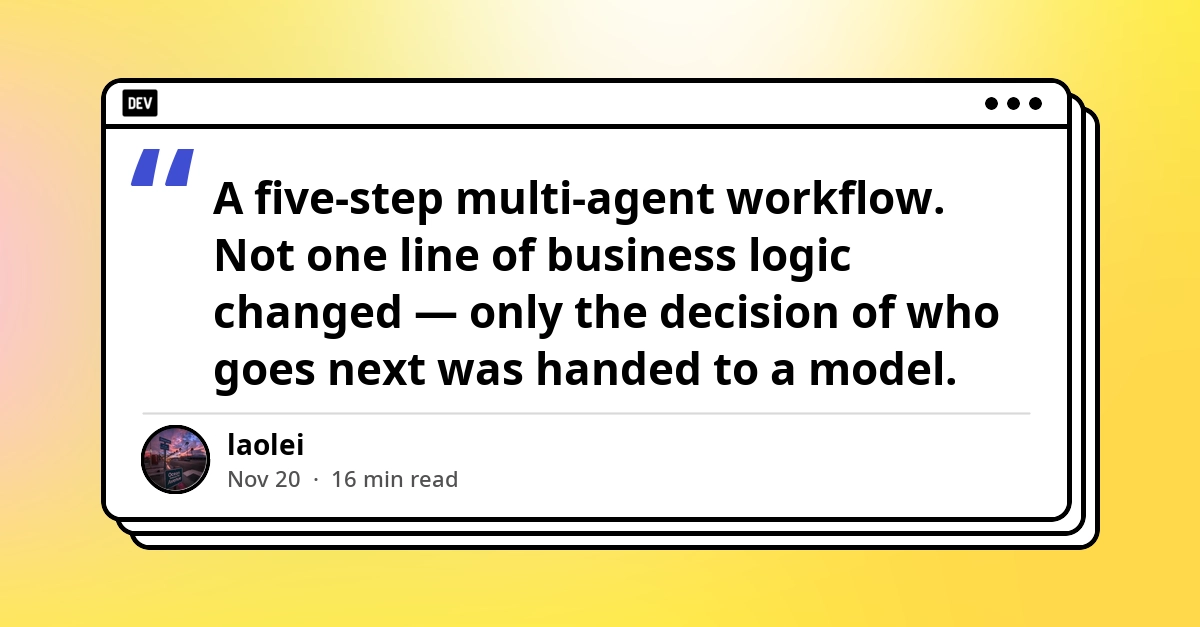 DEV
“
A five-step multi-agent workflow.
Not one line of business logic
changed — only the decision of who
goes next was handed to a model.
laolei
Nov 20 · 16 min read